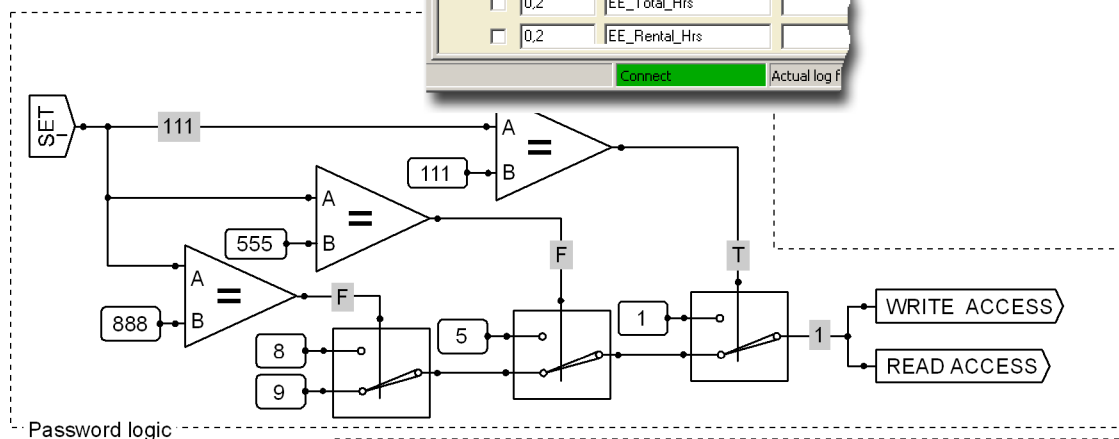 0,2 EE_Total_Hrs
0,2 EE_Rental_Hrs
Connect Actual log f
SET I
111
A
=
111
B
A
=
555
B
F
T
A
=
888
B
F
8
9
5
1
1
WRITE ACCESS
READ ACCESS
Password logic